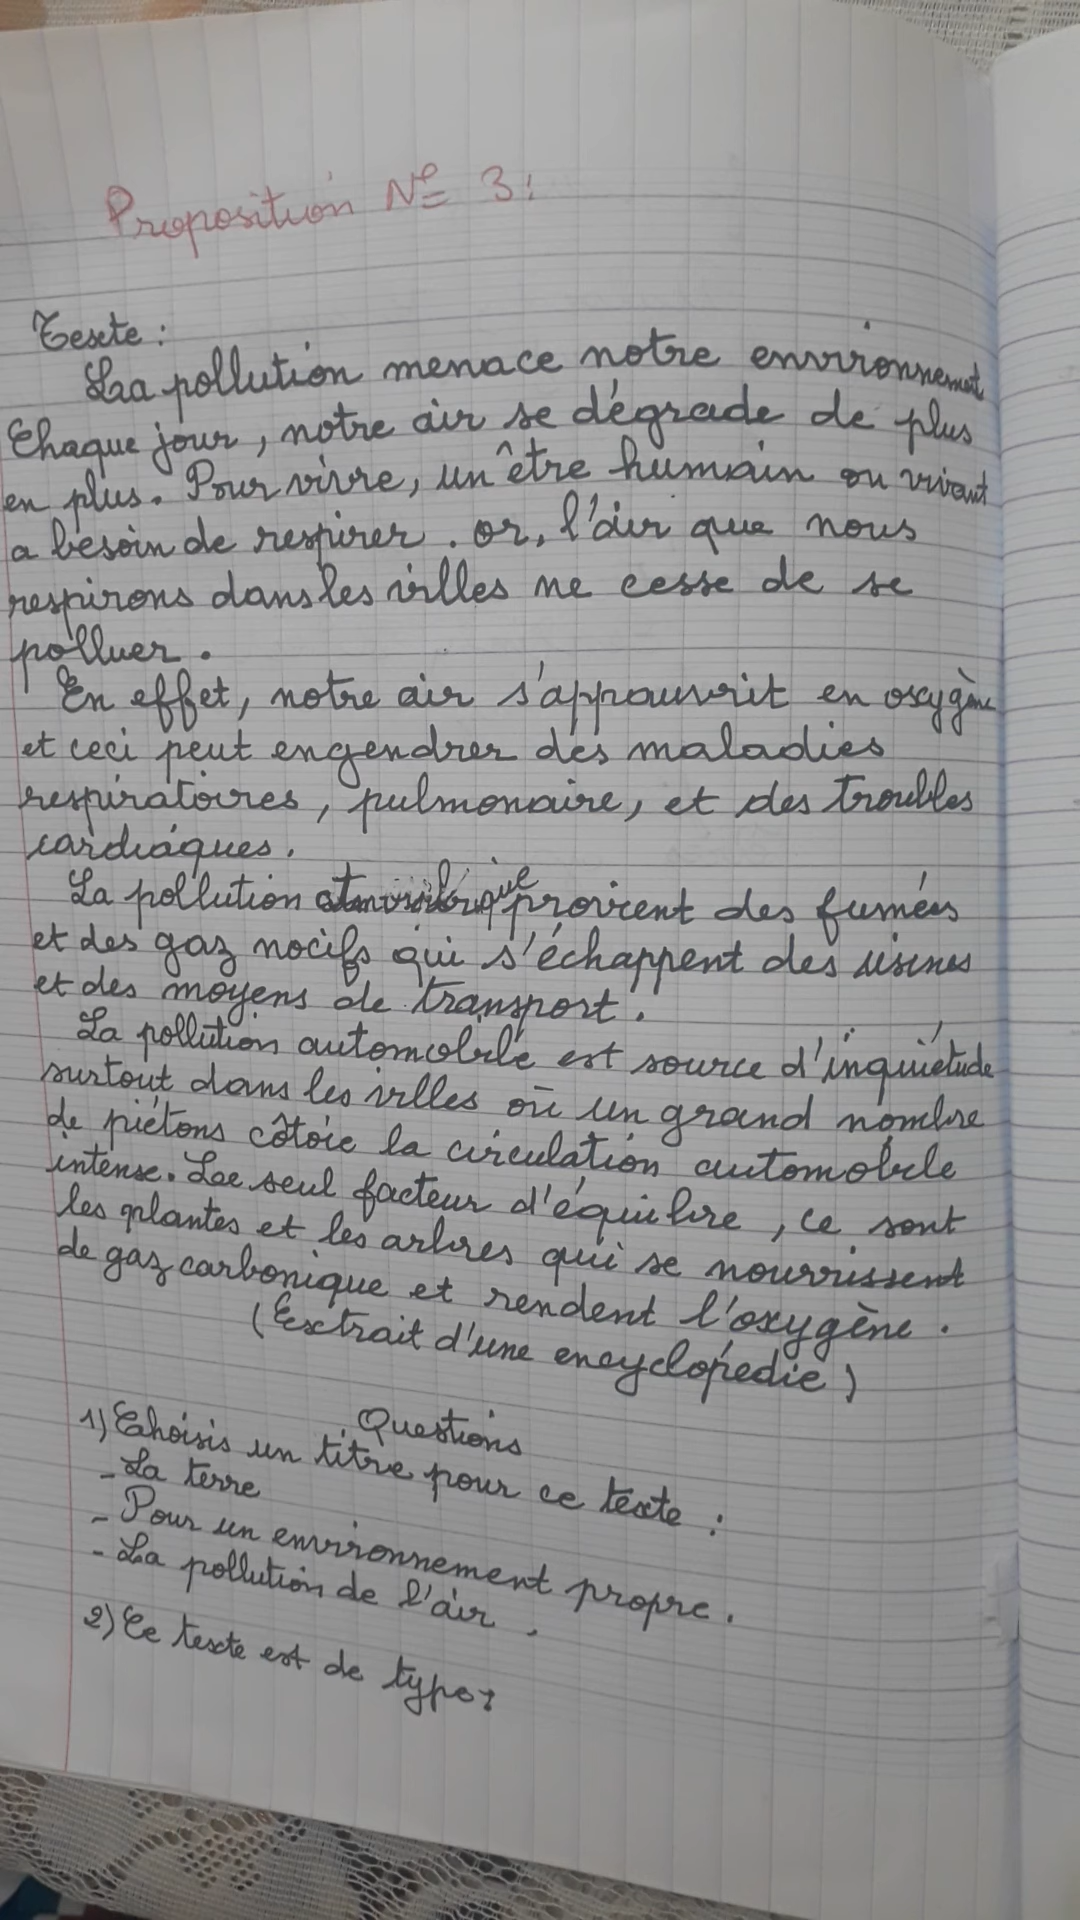 Proposition N° 3:
Texte :
La pollution menace notre environnement
Chaque jour, notre air se dégrade de plus
en plus. Pour vivre, un être humain ou vivant
a besoin de respirer. or, l'air que nous
respirons dans les villes ne cesse de se
polluer.
En effet, notre air s'appauvrit en oxygène
et ceci peut engendrer des maladies
respiratoires, pulmonaire, et des troubles
cardiaques.
La pollution provient des fumées
et des gaz nocifs qui s'échappent des usines
et des moyens de transport.
La pollution automobile est source d'inquiétude
surtout dans les villes où un grand nombre
de piétons côtoie la circulation automobile
intense. Le seul facteur d'équilibre, ce sont
les plantes et les arbres qui se nourrissent
de gaz carbonique et rendent l'oxygène.
(Extrait d'une encyclopédie)
Questions
1) Choisis un titre pour ce texte :
- La terre
- Pour un environnement propre.
- La pollution de l'air.
2) Ce texte est de type: